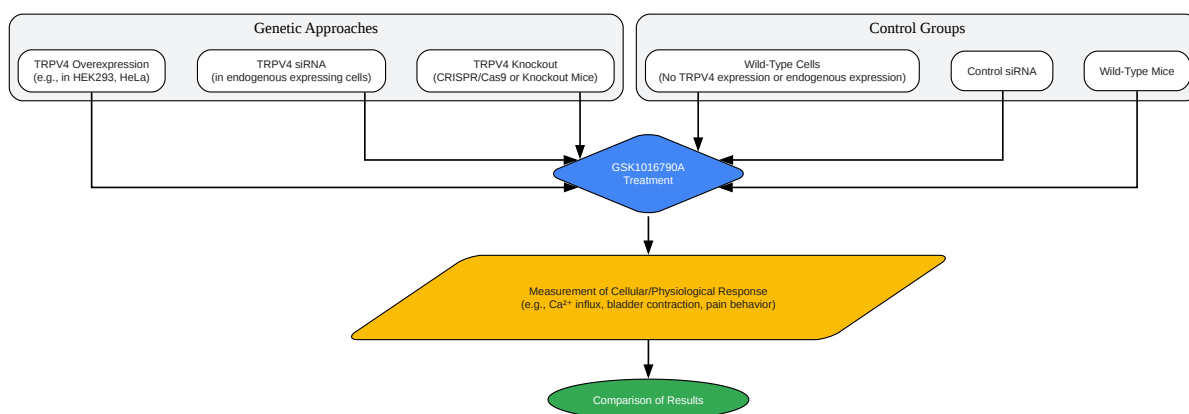 Genetic Approaches
Control Groups
TRPV4 Overexpression
(e.g., in HEK293, HeLa)
TRPV4 siRNA
(in endogenous expressing cells)
TRPV4 Knockout
(CRISPR/Cas9 or Knockout Mice)
Wild-Type Cells
(No TRPV4 expression or endogenous expression)
Control siRNA
Wild-Type Mice
GSK1016790A
Treatment
Measurement of Cellular/Physiological Response
(e.g., Ca²⁺ influx, bladder contraction, pain behavior)
Comparison of Results